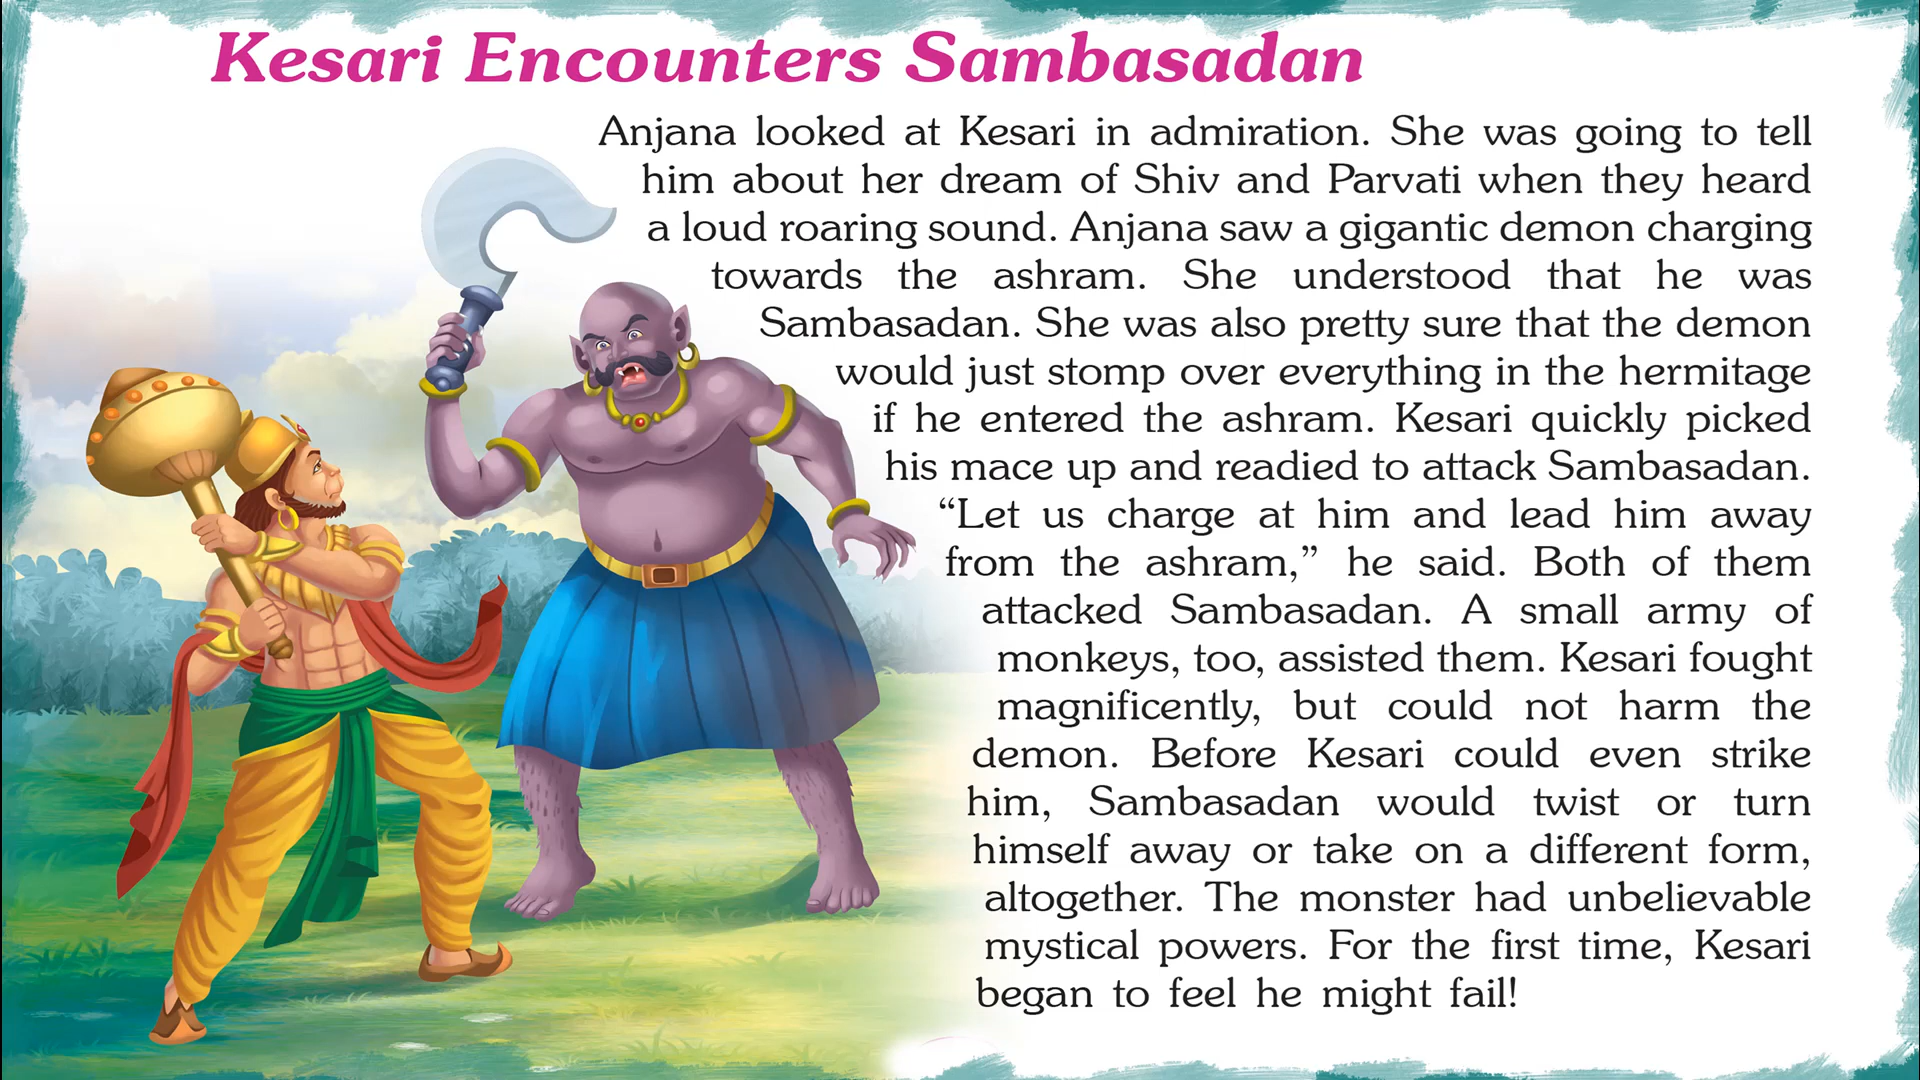 Kesari Encounters Sambasadan
Anjana looked at Kesari in admiration. She was going to tell
him about her dream of Shiv and Parvati when they heard
a loud roaring sound. Anjana saw a gigantic demon charging
towards the ashram. She understood that he was
Sambasadan. She was also pretty sure that the demon
would just stomp over everything in the hermitage
if he entered the ashram. Kesari quickly picked
his mace up and readied to attack Sambasadan.
“Let us charge at him and lead him away
from the ashram,” he said. Both of them
attacked Sambasadan. A small army of
monkeys, too, assisted them. Kesari fought
magnificently, but could not harm the
demon. Before Kesari could even strike
him, Sambasadan would twist or turn
himself away or take on a different form,
altogether. The monster had unbelievable
mystical powers. For the first time, Kesari
began to feel he might fail!